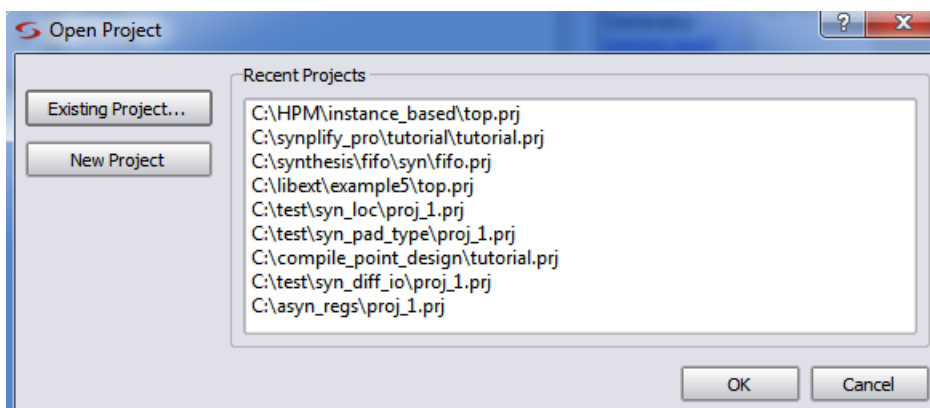 Open Project
?
X
Existing Project...
New Project
Recent Projects
C:\HPM\instance_based\top.prj
C:\synplify_pro\tutorial\tutorial.prj
C:\synthesis\fifo\syn\fifo.prj
C:\libext\example5\top.prj
C:\test\syn_loc\proj_1.prj
C:\test\syn_pad_type\proj_1.prj
C:\compile_point_design\tutorial.prj
C:\test\syn_diff_io\proj_1.prj
C:\asyn_regs\proj_1.prj
OK
Cancel